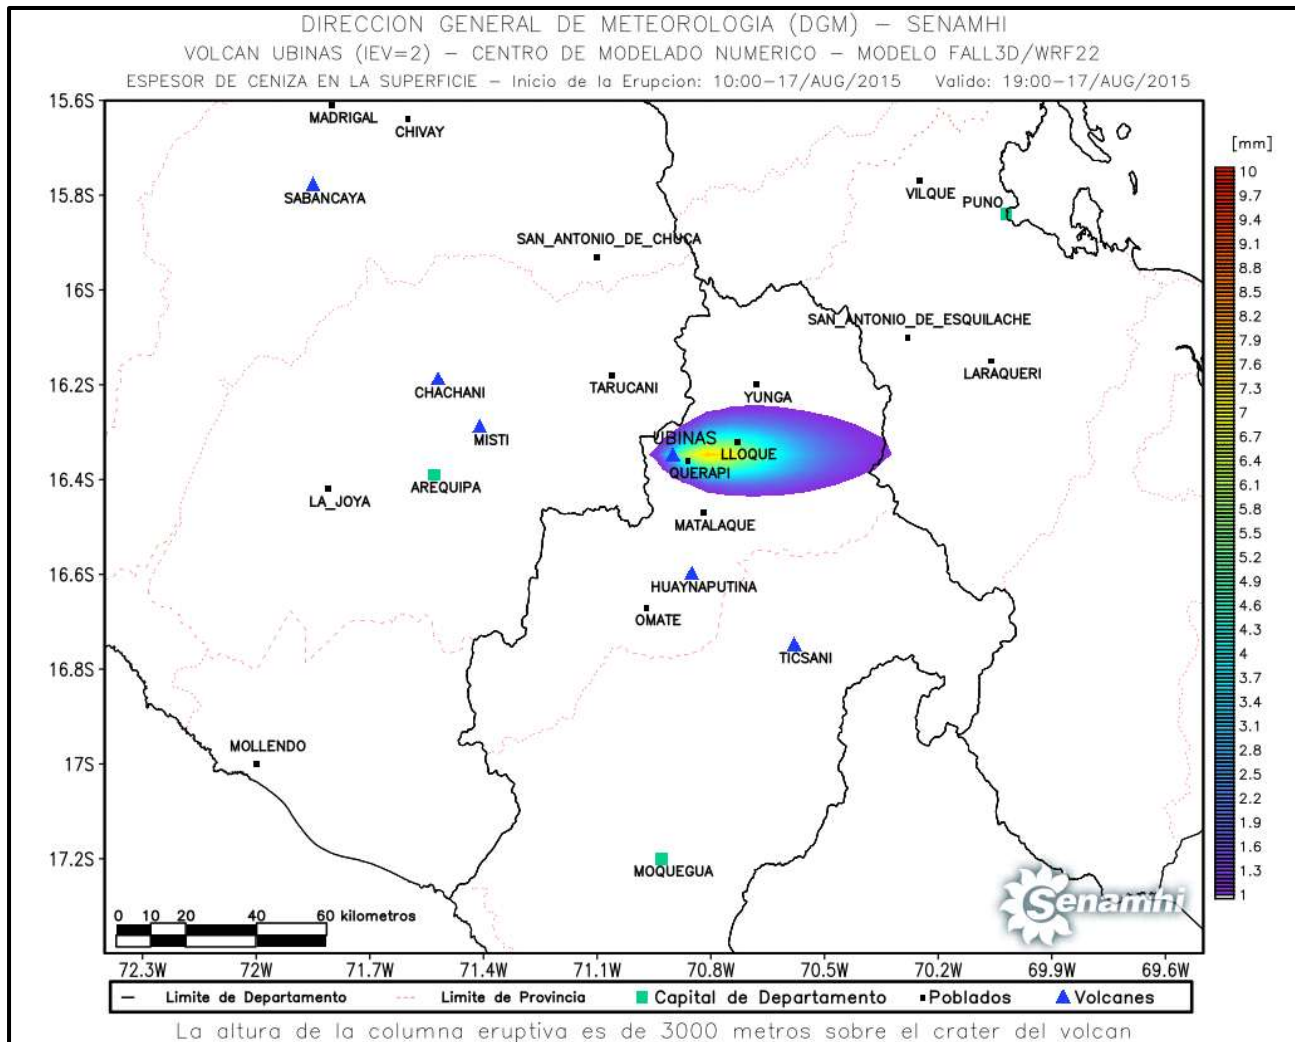 DIRECCION GENERAL DE METEOROLOGIA (DGM) – SENAMHI
VOLCAN UBINAS (IEV=2) – CENTRO DE MODELADO NUMERICO – MODELO FALL3D/WRF22
ESPESOR DE CENIZA EN LA SUPERFICIE – Inicio de la Erupcion: 10:00–17/AUG/2015 Valido: 19:00–17/AUG/2015
15.6S
15.8S
16S
16.2S
16.4S
16.6S
16.8S
17S
17.2S
MADRIGAL
CHIVAY
SABANCAYA
VILQUE
PUNO
SAN_ANTONIO_DE_CHUCA
SAN_ANTONIO_DE_ESQUILACHE
LARAQUERI
TARUCANI
CHACHANI
YUNGA
MISTI
UBINAS
LLOQUE
QUERAPI
AREQUIPA
LA_JOYA
MATALAQUE
HUAYNAPUTINA
OMATE
TICSANI
MOLLENDO
MOQUEGUA
[mm]
10
9.7
9.4
9.1
8.8
8.5
8.2
7.9
7.6
7.3
7
6.7
6.4
6.1
5.8
5.5
5.2
4.9
4.6
4.3
4
3.7
3.4
3.1
2.8
2.5
2.2
1.9
1.6
1.3
1
Senamhi
0 10 20 40 60 kilometros
72.3W 72W 71.7W 71.4W 71.1W 70.8W 70.5W 70.2W 69.9W 69.6W
Limite de Departamento Limite de Provincia Capital de Departamento Poblados Volcanes
La altura de la columna eruptiva es de 3000 metros sobre el crater del volcan